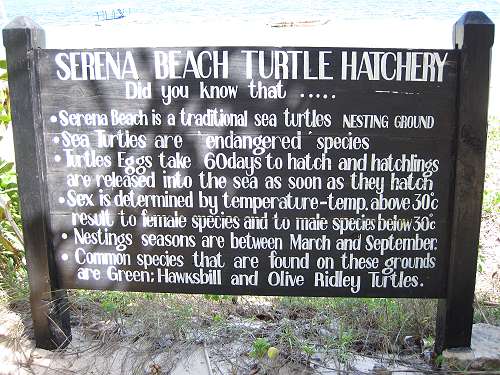 SERENA BEACH TURTLE HATCHERY
Did you know that .....
• Serena Beach is a traditional sea turtles NESTING GROUND
• Sea Turtles are 'endangered' species
• Turtles Eggs take 60days to hatch and hatchlings
are released into the sea as soon as they hatch
• Sex is determined by temperature-temp. above 30°c
result to female species and to male species below 30°c
• Nestings seasons are between March and September.
• Common species that are found on these grounds
are Green; Hawksbill and Olive Ridley Turtles.